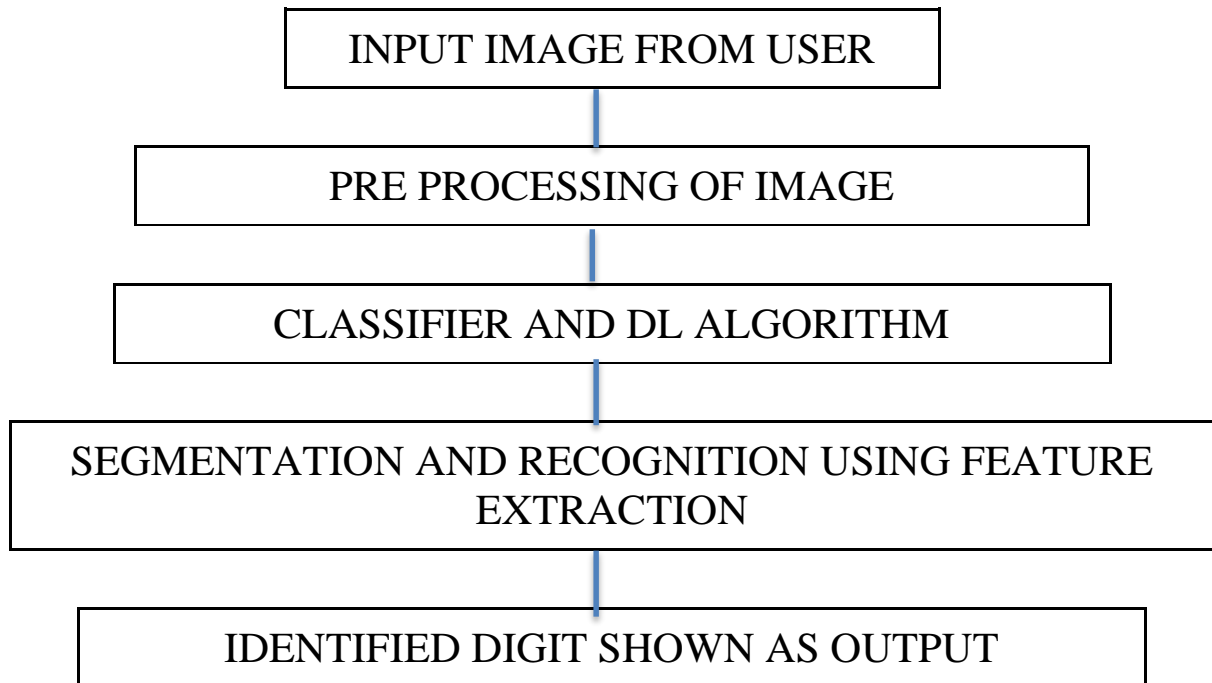 INPUT IMAGE FROM USER
PRE PROCESSING OF IMAGE
CLASSIFIER AND DL ALGORITHM
SEGMENTATION AND RECOGNITION USING FEATURE
EXTRACTION
IDENTIFIED DIGIT SHOWN AS OUTPUT